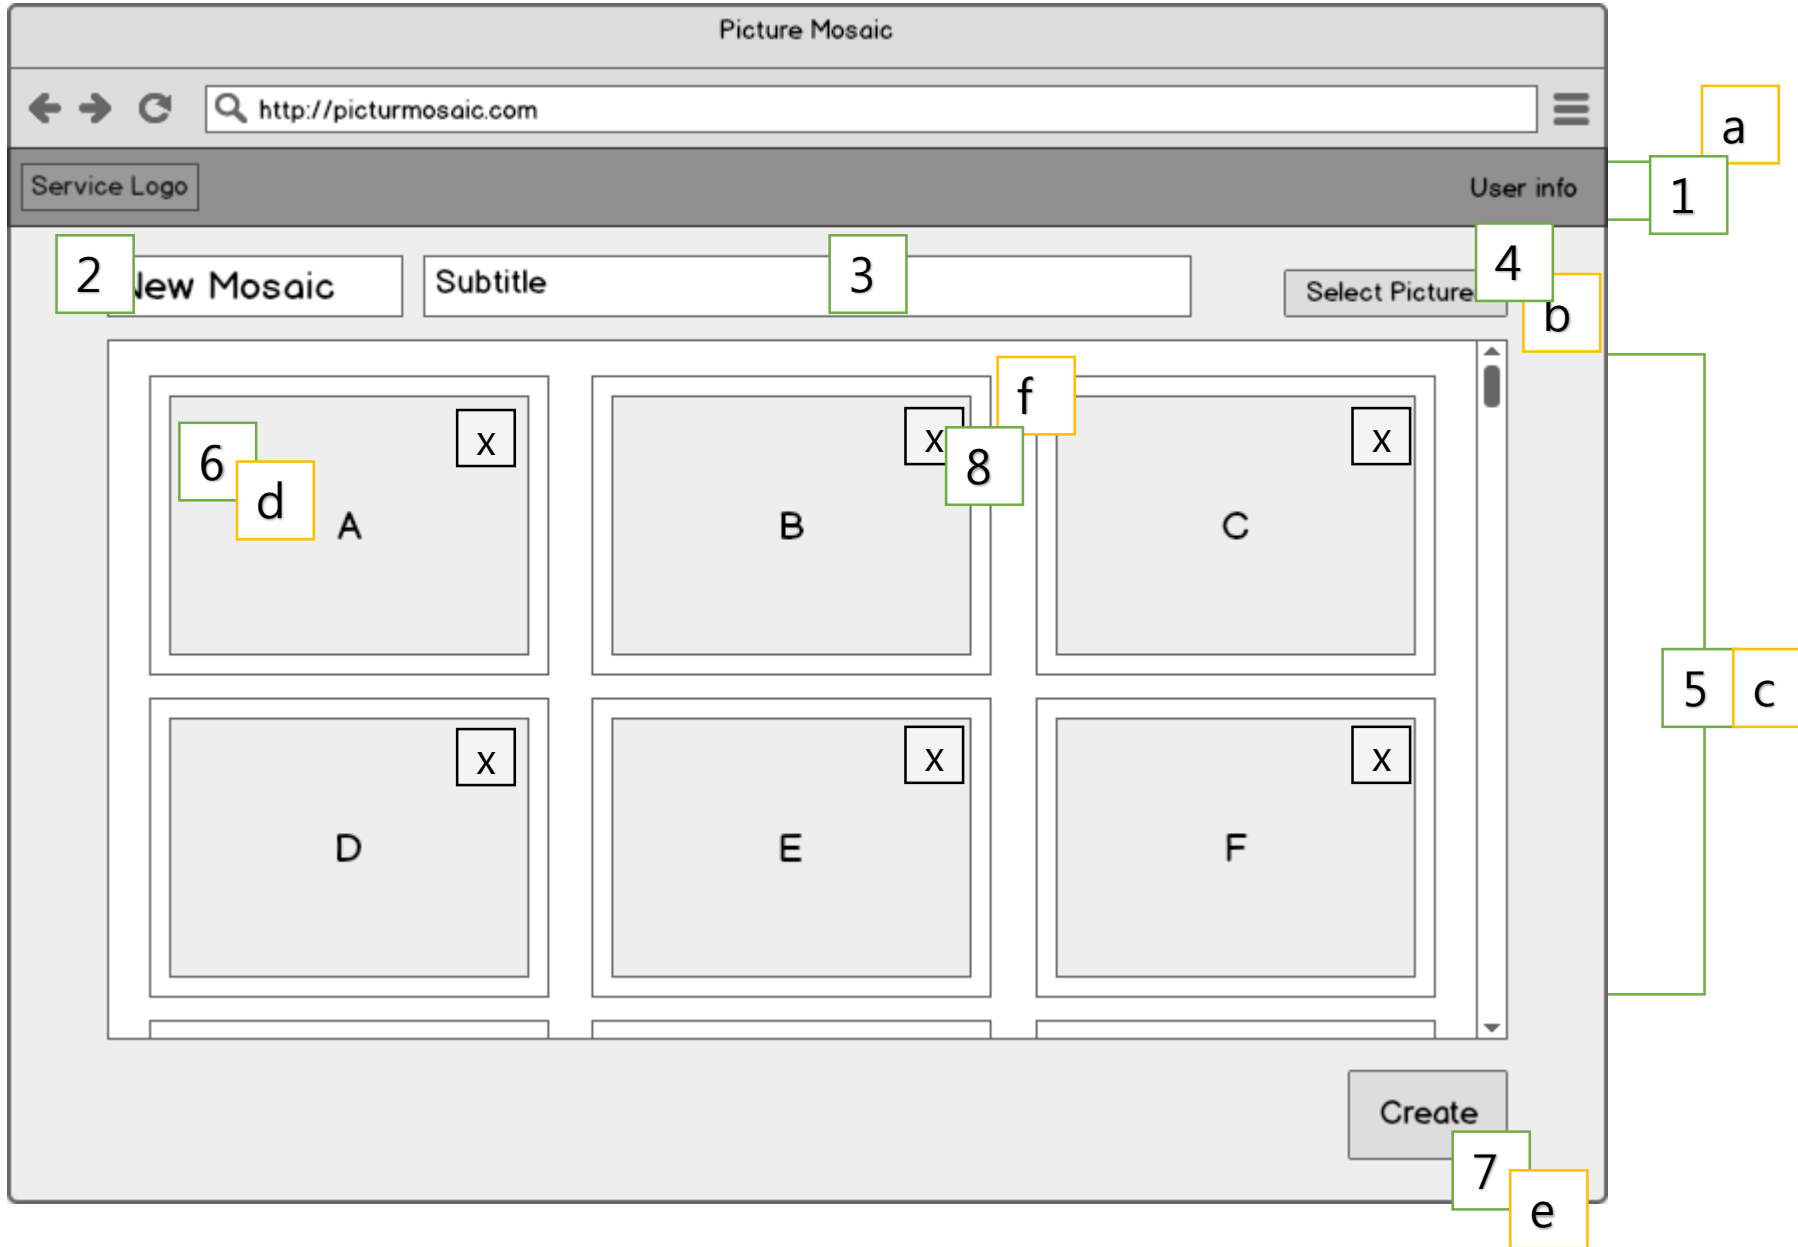 Picture Mosaic
http://picturmosaic.com
a
Service Logo
User info
1
2
New Mosaic
Subtitle
3
Select Picture
4
b
f
6
d
x
x
8
x
A
B
C
5
c
x
x
x
D
E
F
Create
7
e